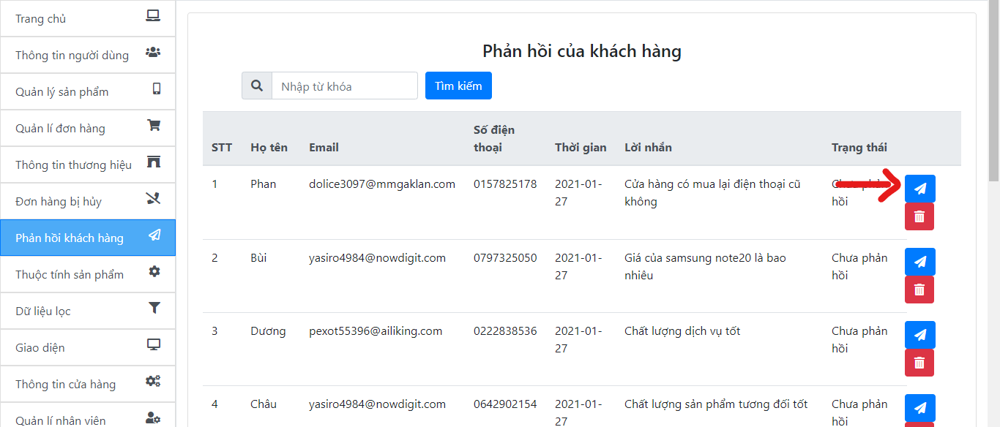 Trang chủ
Thông tin người dùng
Quản lý sản phẩm
Quản lí đơn hàng
Thông tin thương hiệu
Đơn hàng bị hủy
Phản hồi khách hàng
Thuộc tính sản phẩm
Dữ liệu lọc
Giao diện
Thông tin cửa hàng
Quản lí nhân viên
Phản hồi của khách hàng
Nhập từ khóa
Tìm kiếm
STT Họ tên Email Số điện thoại Thời gian Lời nhắn Trạng thái
1 Phan dolice3097@mmgaklan.com 0157825178 2021-01-
27 Cửa hàng có mua lại điện thoại cũ
không Chưa phản
hồi
2 Bùi yasiro4984@nowdigit.com 0797325050 2021-01-
27 Giá của samsung note20 là bao
nhiêu Chưa phản
hồi
3 Dương pexot55396@ailiking.com 0222838536 2021-01-
27 Chất lượng dịch vụ tốt Chưa phản
hồi
4 Châu yasiro4984@nowdigit.com 0642902154 2021-01-
27 Chất lượng sản phẩm tương đối tốt Chưa phản
hồi